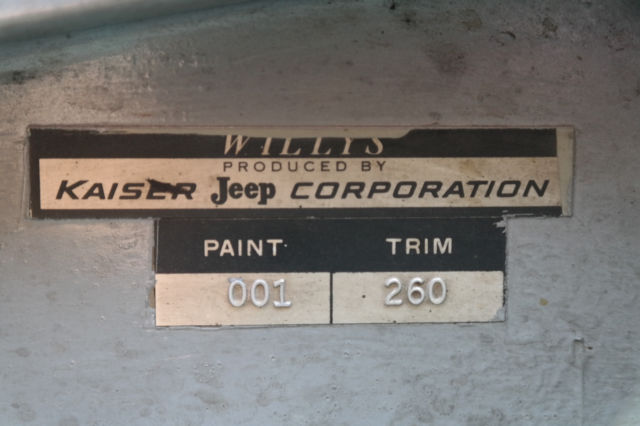 WILLYS
PRODUCED BY
KAISER Jeep CORPORATION
PAINT TRIM
001 260